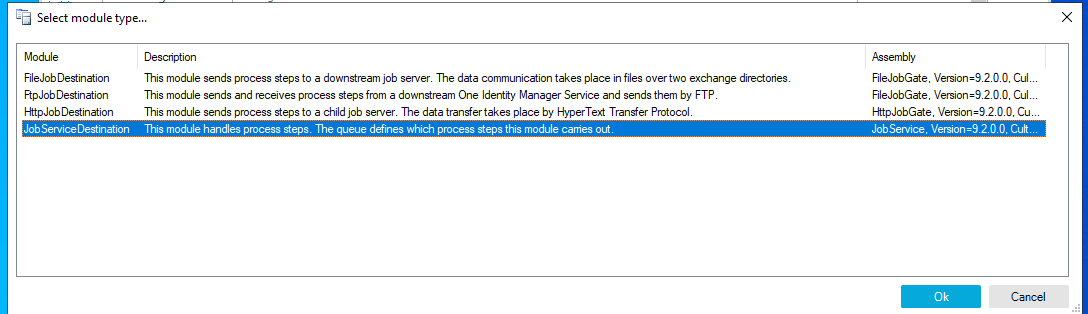 Select module type...
Module Description Assembly
FileJobDestination This module sends process steps to a downstream job server. The data communication takes place in files over two exchange directories. FileJobGate, Version=9.2.0.0, Cul...
FtpJobDestination This module sends and receives process steps from a downstream One Identity Manager Service and sends them by FTP. FtpJobGate, Version=9.2.0.0, Cult...
HttpJobDestination This module sends process steps to a child job server. The data transfer takes place by HyperText Transfer Protocol. HttpJobGate, Version=9.2.0.0, Cu...
JobServiceDestination This module handles process steps. The queue defines which process steps this module carries out. JobService, Version=9.2.0.0, Cult...
Ok Cancel